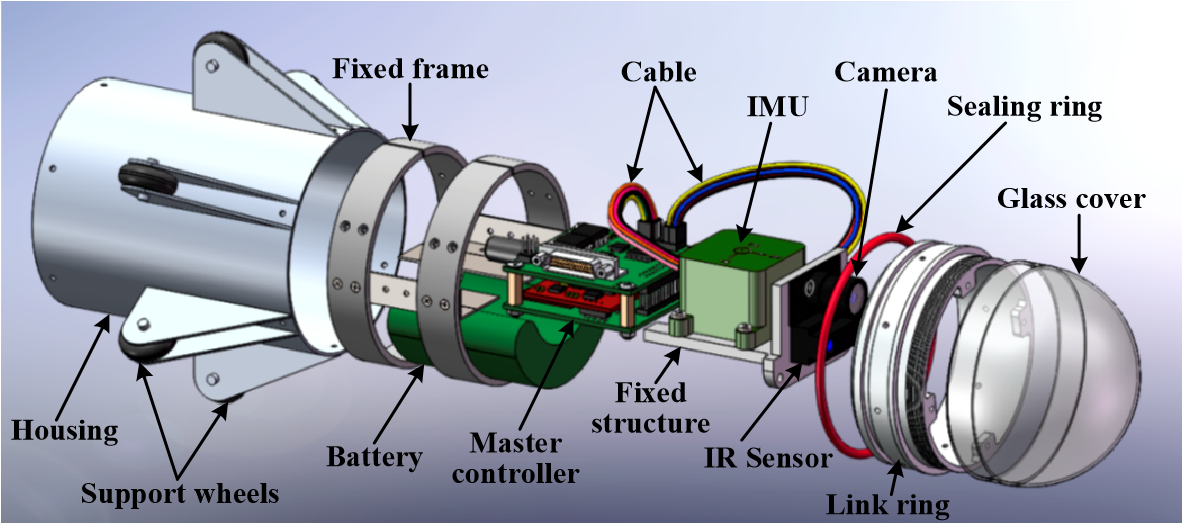 Fixed frame
Cable
Camera
IMU
Sealing ring
Glass cover
Housing
Support wheels
Battery
Master
controller
Fixed
structure
IR Sensor
Link ring